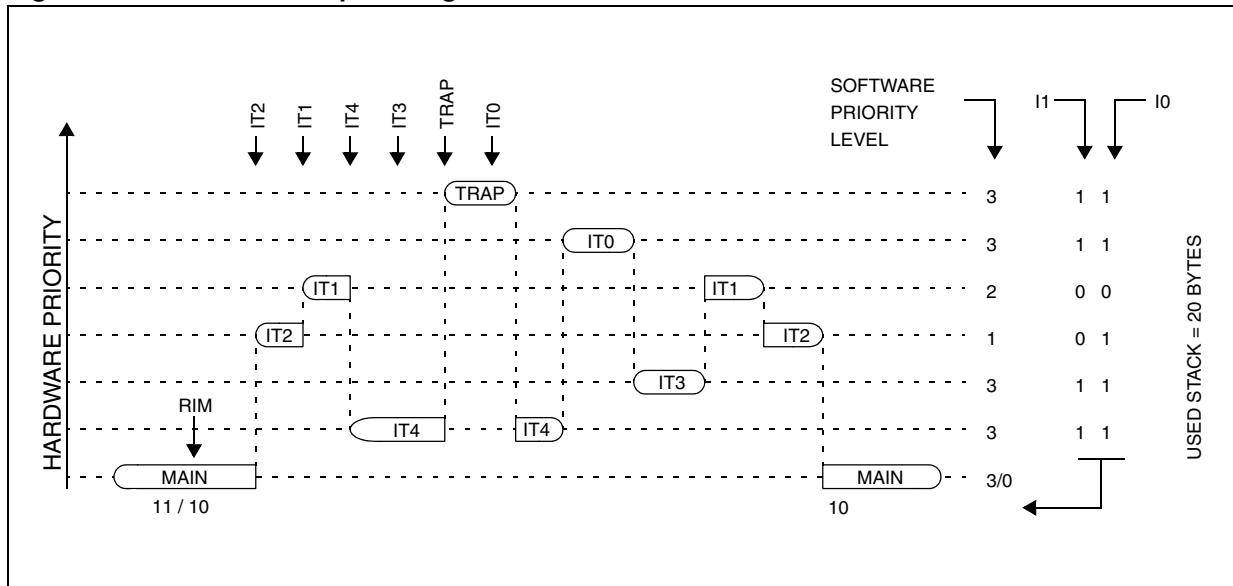 IT2
IT1
IT4
IT3
TRAP
IT0
SOFTWARE
PRIORITY
LEVEL
I1
I0
HARDWARE PRIORITY
TRAP
3
1 1
IT0
3
1 1
IT1
IT1
2
0 0
IT2
IT2
1
0 1
IT3
3
1 1
RIM
IT4
IT4
3
1 1
MAIN
MAIN
3/0
11 / 10
10
USED STACK = 20 BYTES